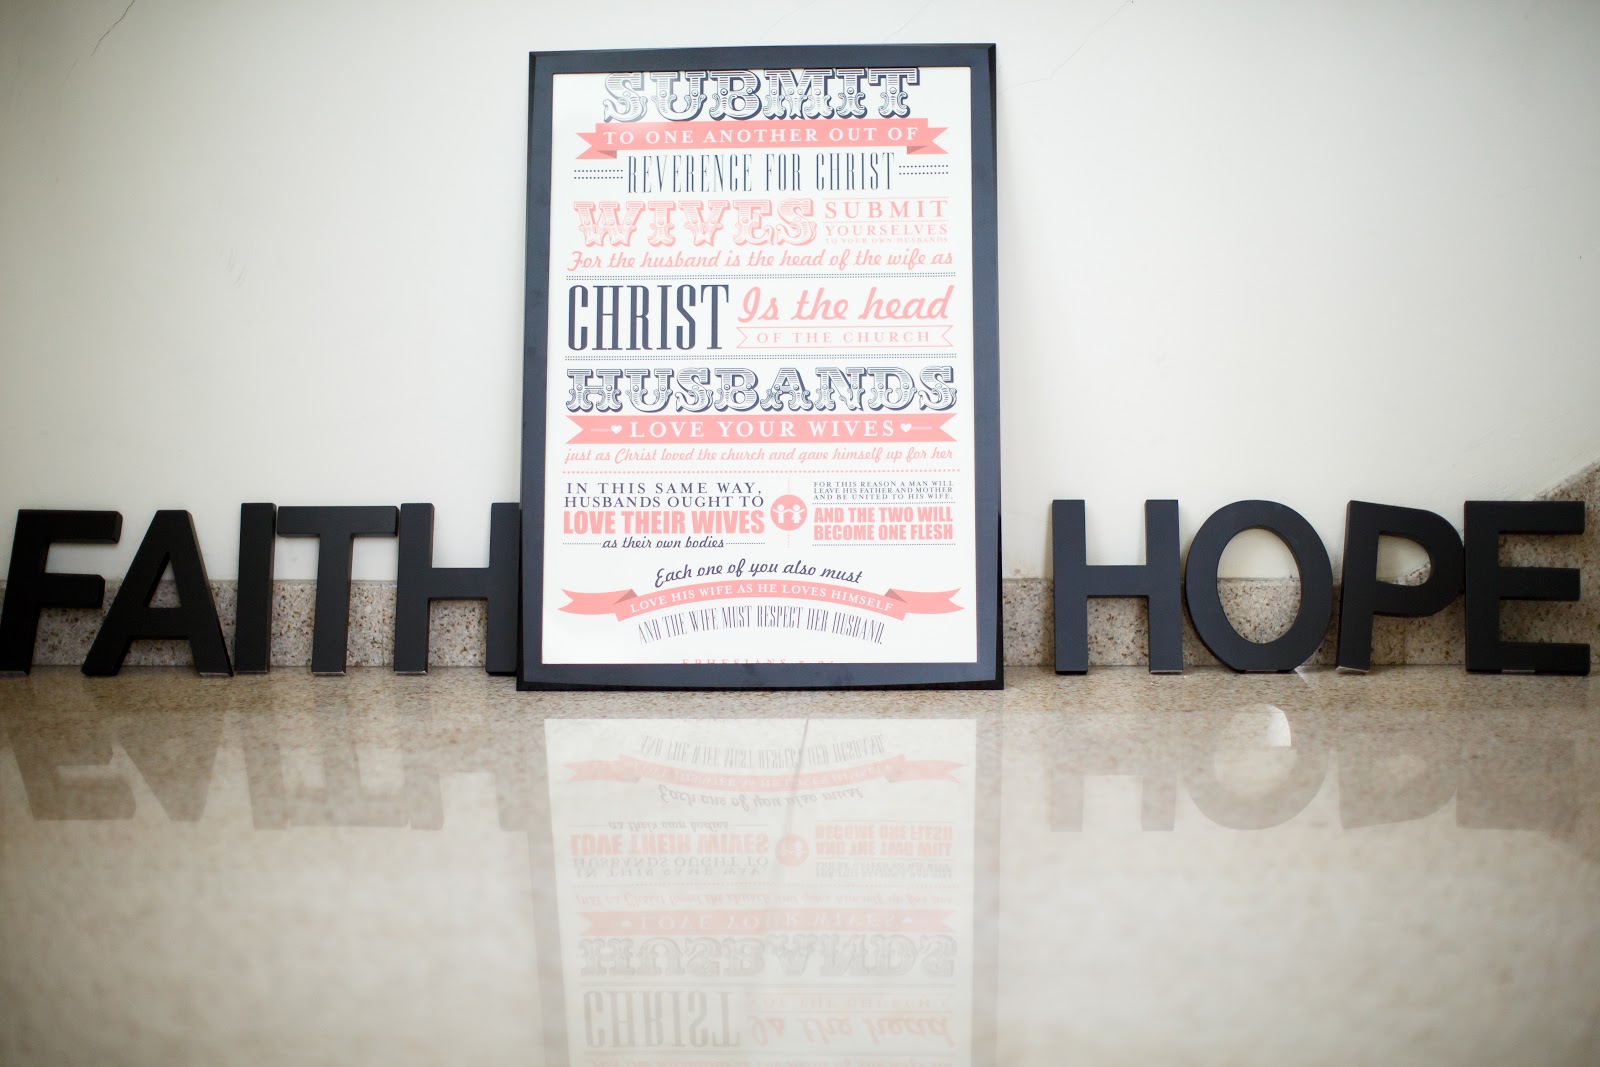 FAITH
SUBMIT
TO ONE ANOTHER OUT OF
REVERENCE FOR CHRIST
WIVES
SUBMIT
YOURSELVES
TO YOUR OWN HUSBANDS
For the husband is the head of the wife as
CHRIST
Is the head
OF THE CHURCH
HUSBANDS
LOVE YOUR WIVES
just as Christ loved the church and gave himself up for her
IN THIS SAME WAY,
HUSBANDS OUGHT TO
LOVE THEIR WIVES
as their own bodies
FOR THIS REASON A MAN WILL
LEAVE HIS FATHER AND MOTHER
AND BE UNITED TO HIS WIFE,
AND THE TWO WILL
BECOME ONE FLESH
Each one of you also must
LOVE HIS WIFE AS HE LOVES HIMSELF
AND THE WIFE MUST RESPECT HER HUSBAND.
EPHESIANS
HOPE